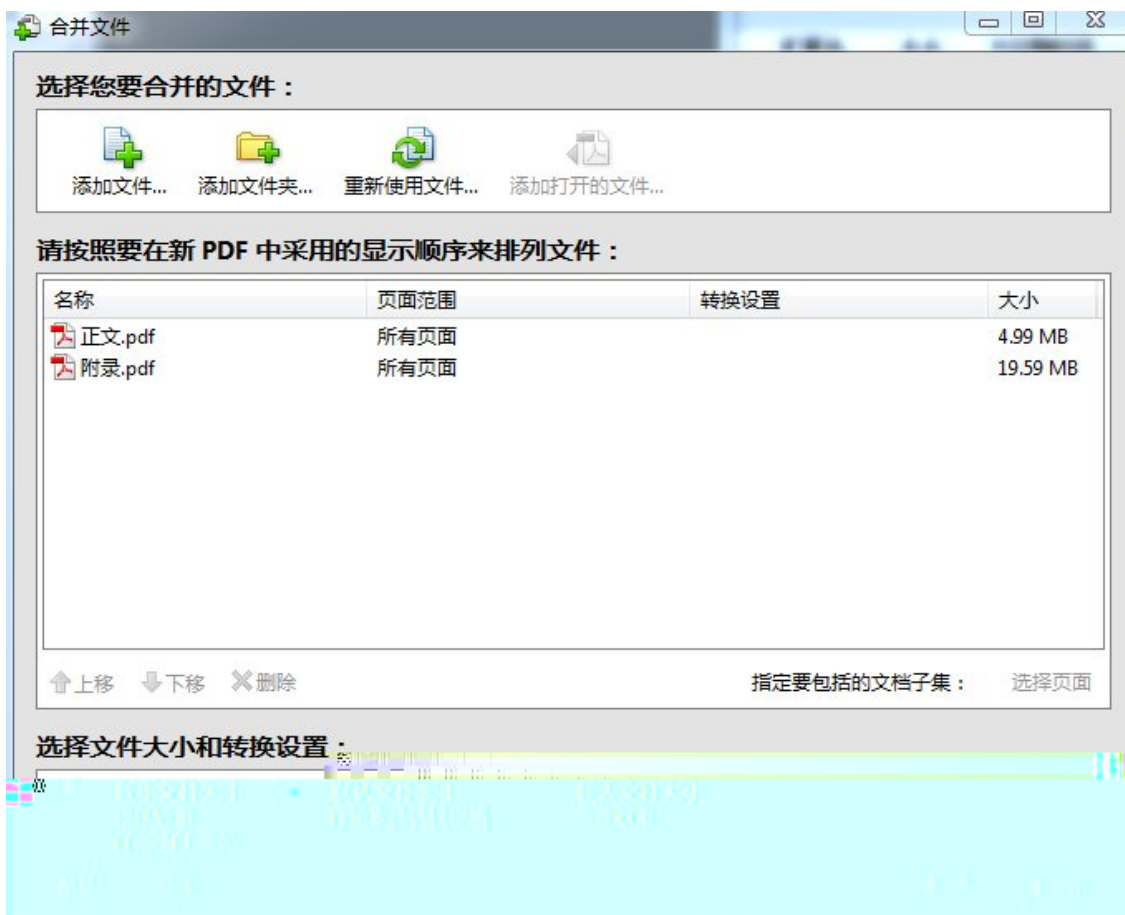 合并文件
选择您要合并的文件：
添加文件... 添加文件夹... 重新使用文件... 添加打开的文件...
请按照要在新 PDF 中采用的显示顺序来排列文件：
名称 页面范围 转换设置 大小
正文.pdf 所有页面 4.99 MB
附录.pdf 所有页面 19.59 MB
上移 下移 删除 指定要包括的文档子集： 选择页面
选择文件大小和转换设置：